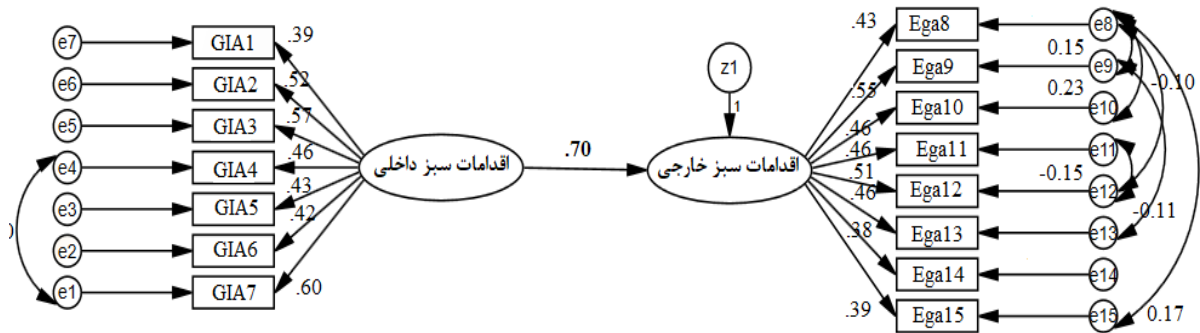 e7 GIA1 .39
e6 GIA2 .52
e5 GIA3 .57
e4 GIA4 .46
e3 GIA5 .43
e2 GIA6 .42
e1 GIA7 .60
اقدامات سبز داخلی
.70
z1
1
اقدامات سبز خارجی
.43 Ega8 e8
.55 Ega9 0.15 e9
.46 Ega10 0.23 e10
.46 Ega11 e11
.51 Ega12 -0.15 e12
.46 Ega13 e13
.38 Ega14 e14
.39 Ega15 e15
-0.10
-0.11
0.17